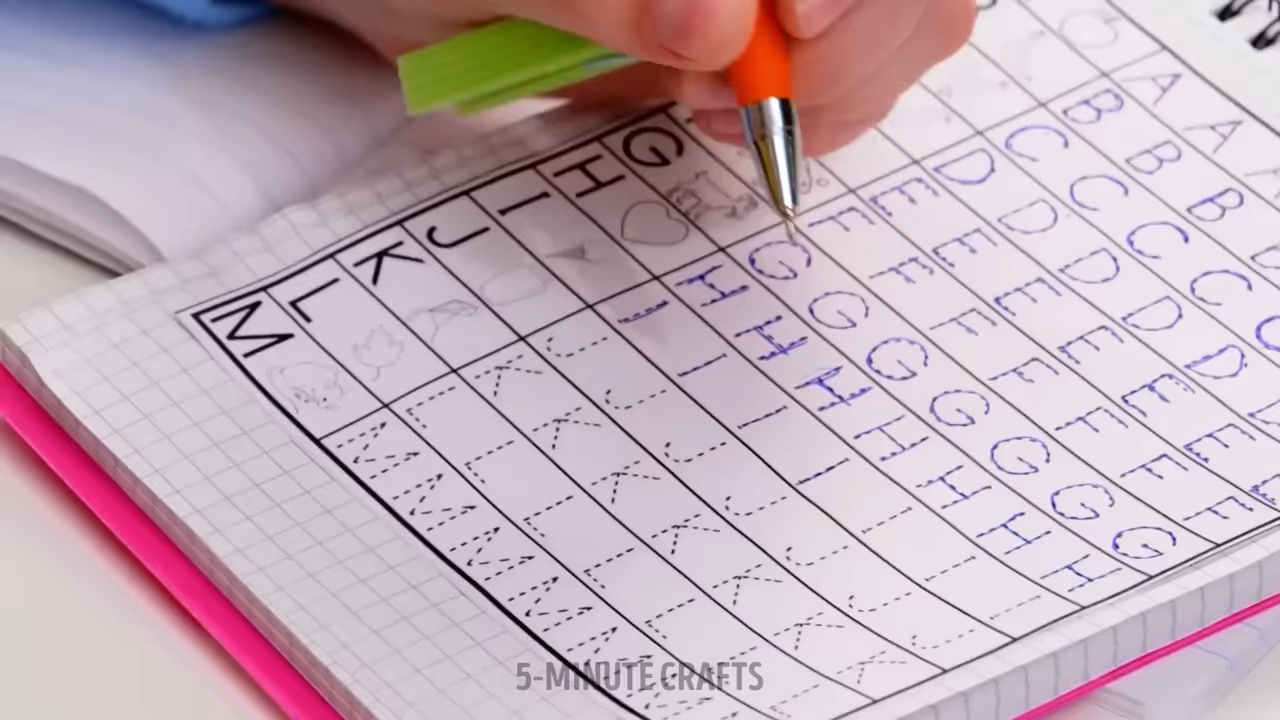 A A A
B B B
C C C C C
D D D D D D
E E E E E E E
F F F F F F F
G G G G G G G G
H H H H H H H H
I I I I I I I I
J J J J J J J J
K K K K K K K K
L L L L L L L
M M M M M M
5-MINUTE CRAFTS